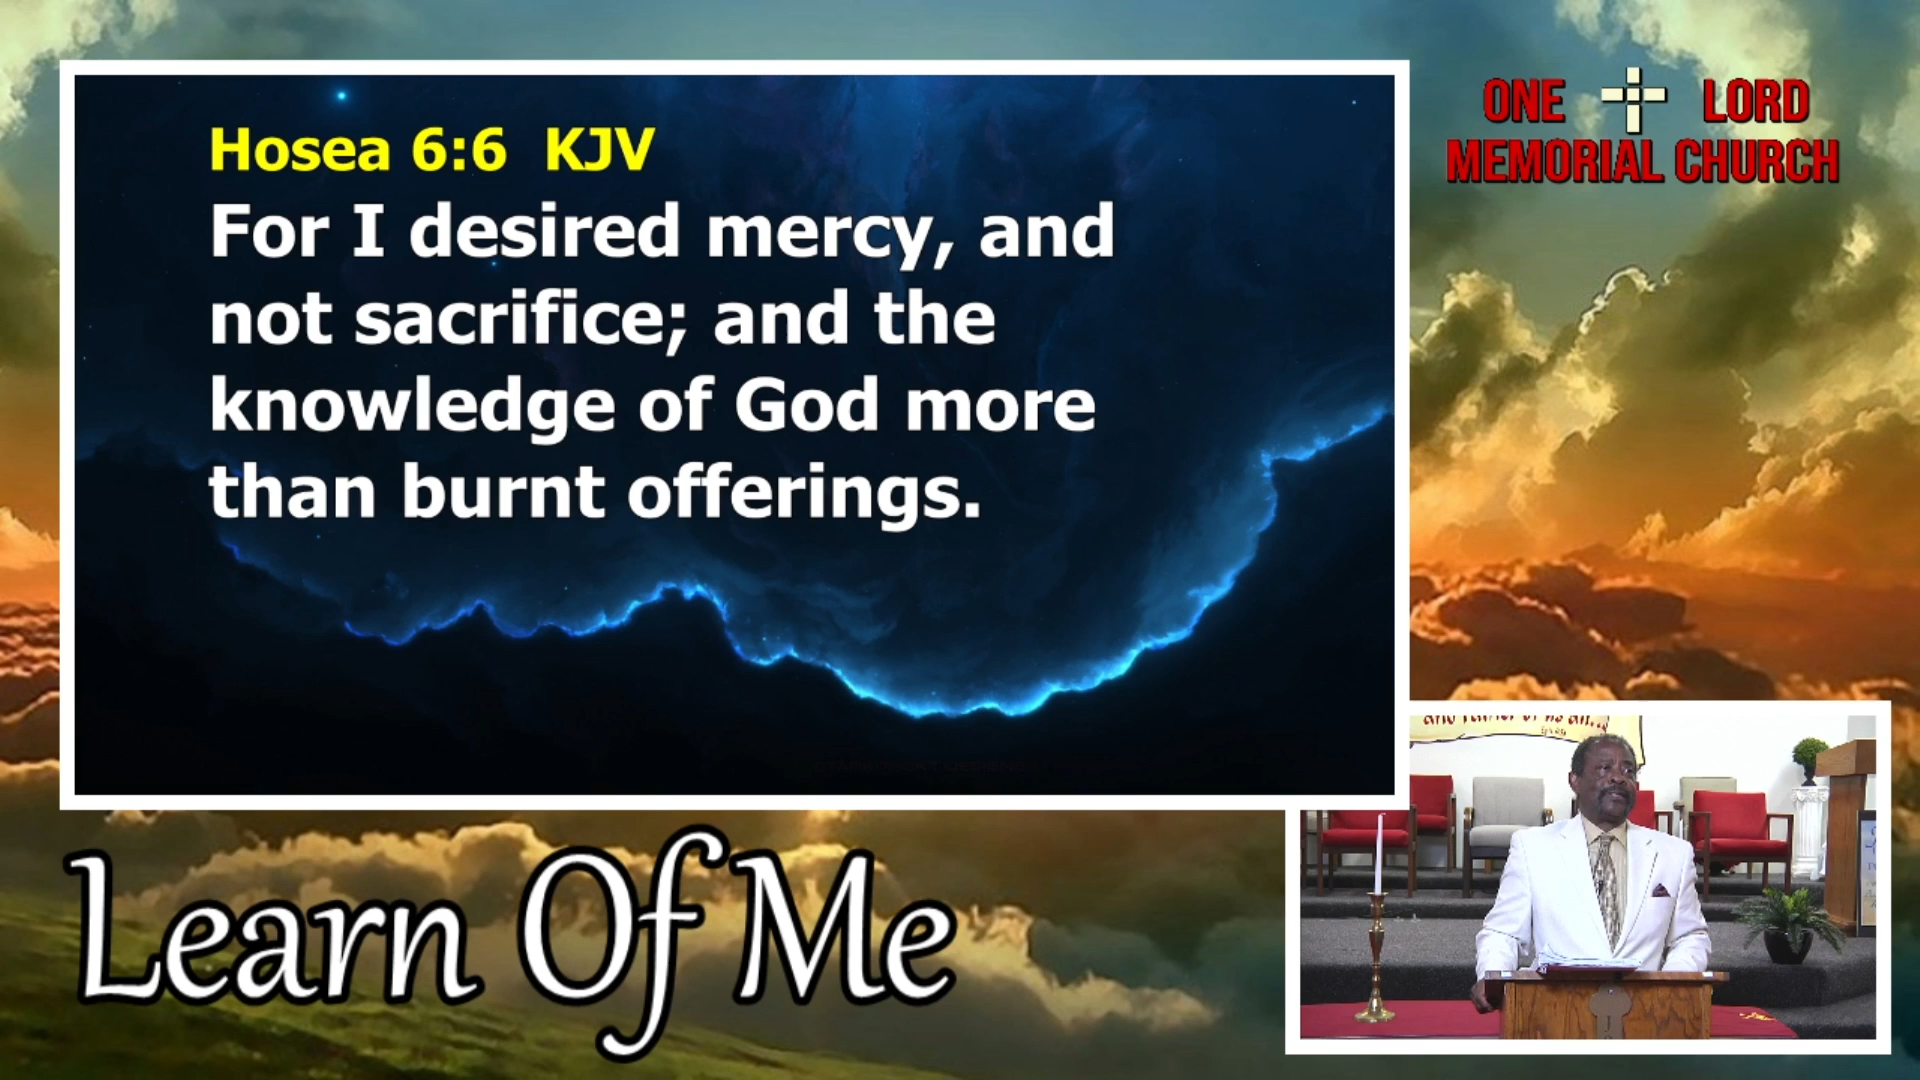 Hosea 6:6 KJV
For I desired mercy, and
not sacrifice; and the
knowledge of God more
than burnt offerings.
ONE LORD
MEMORIAL CHURCH
Learn Of Me